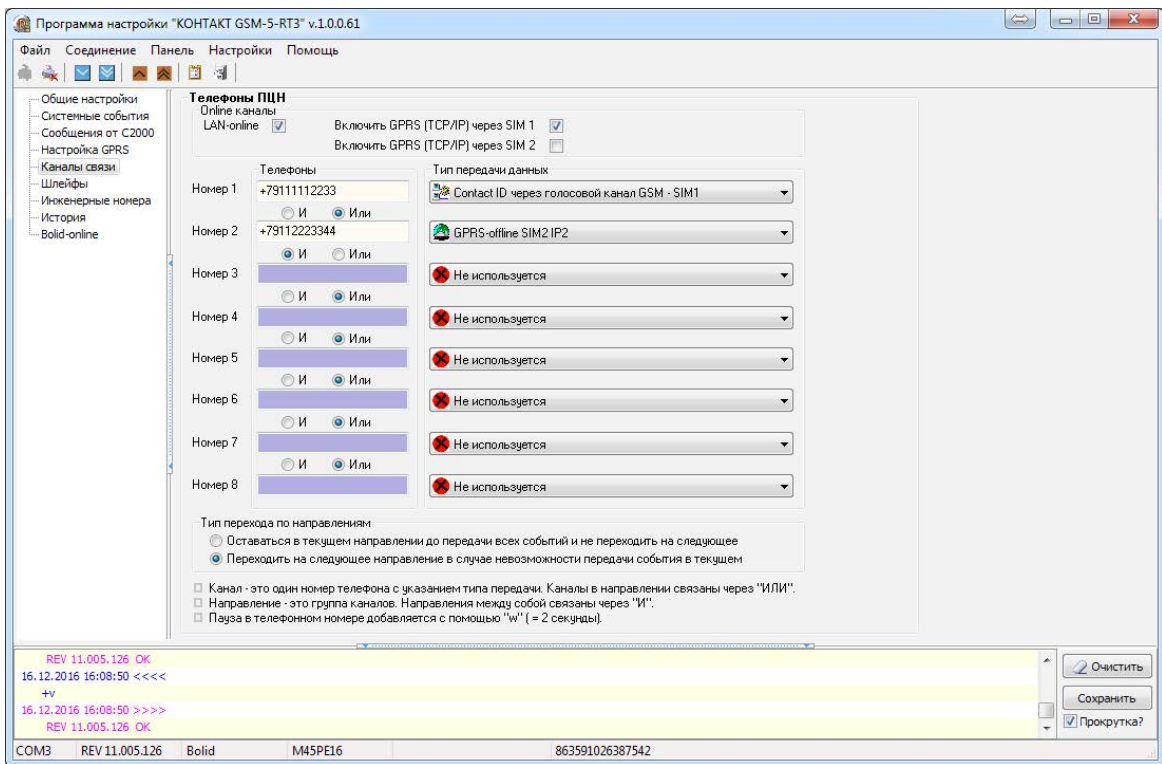 Программа настройки "КОНТАКТ GSM-5-RT3" v.1.0.0.61
Файл Соединение Панель Настройки Помощь
Общие настройки
Системные события
Сообщения от С2000
Настройка GPRS
Каналы связи
Шлейфы
Инженерные номера
История
Bolid-online
Телефоны ПЦН
Online каналы
LAN-online Включить GPRS (TCP/IP) через SIM 1
Включить GPRS (TCP/IP) через SIM 2
Телефоны Тип передачи данных
Номер 1 +79111112233 Contact ID через голосовой канал GSM - SIM1
И Или
Номер 2 +79112223344 GPRS-offline SIM2 IP2
И Или
Номер 3 Не используется
И Или
Номер 4 Не используется
И Или
Номер 5 Не используется
И Или
Номер 6 Не используется
И Или
Номер 7 Не используется
И Или
Номер 8 Не используется
Тип перехода по направлениям
Оставаться в текущем направлении до передачи всех событий и не переходить на следующее
Переходить на следующее направление в случае невозможности передачи события в текущем
Канал - это один номер телефона с указанием типа передачи. Каналы в направлении связаны через "ИЛИ".
Направление - это группа каналов. Направления между собой связаны через "И".
Пауза в телефонном номере добавляется с помощью "w" ( = 2 секунды).
REV 11.005.126 OK
16.12.2016 16:08:50 <<<<
+v
16.12.2016 16:08:50 >>>>
REV 11.005.126 OK
Очистить
Сохранить
Прокрутка?
COM3 REV 11.005.126 Bolid M45PE16 863591026387542